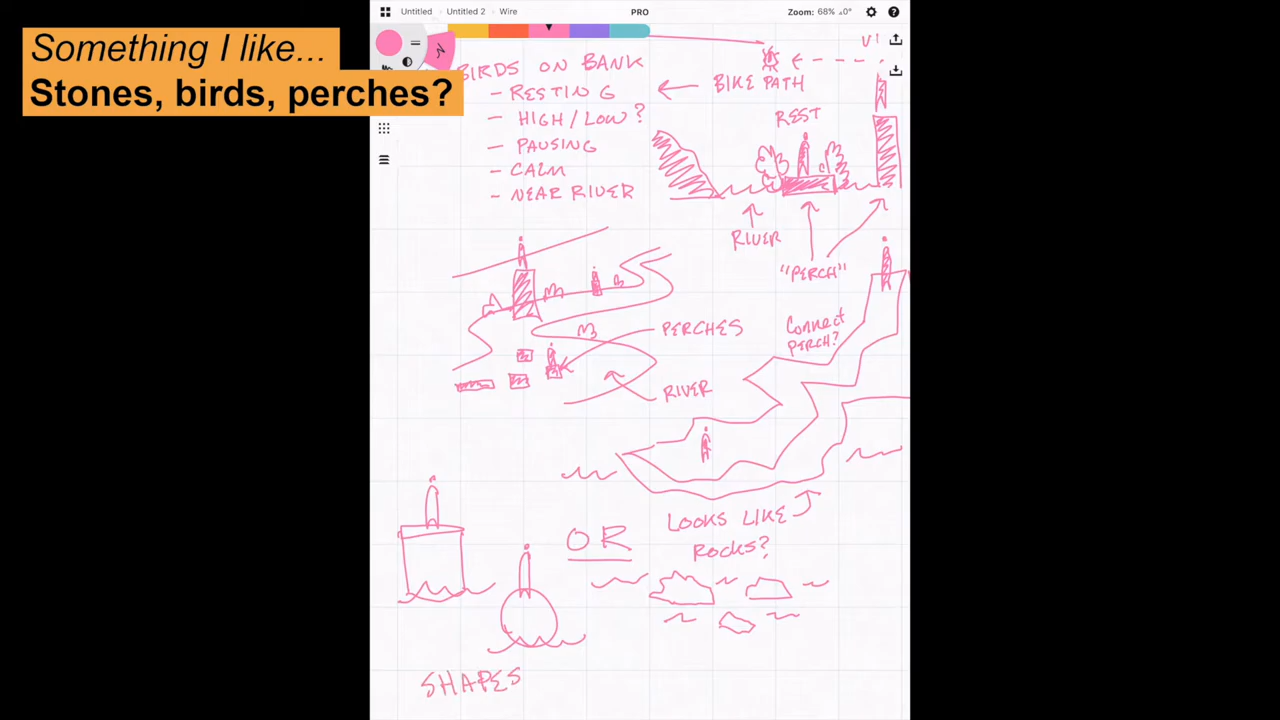 Something I like...
Stones, birds, perches?
Untitled
Untitled 2
Wire
PRO
Zoom: 68% ⊿0°
BIRDS ON BANK
- RESTING
- HIGH/LOW?
- PAUSING
- CALM
- NEAR RIVER
BIKE PATH
REST
RIVER
"PERCH"
PERCHES
RIVER
Connect
PERCH?
OR
LOOKS LIKE
ROCKS?
SHAPES